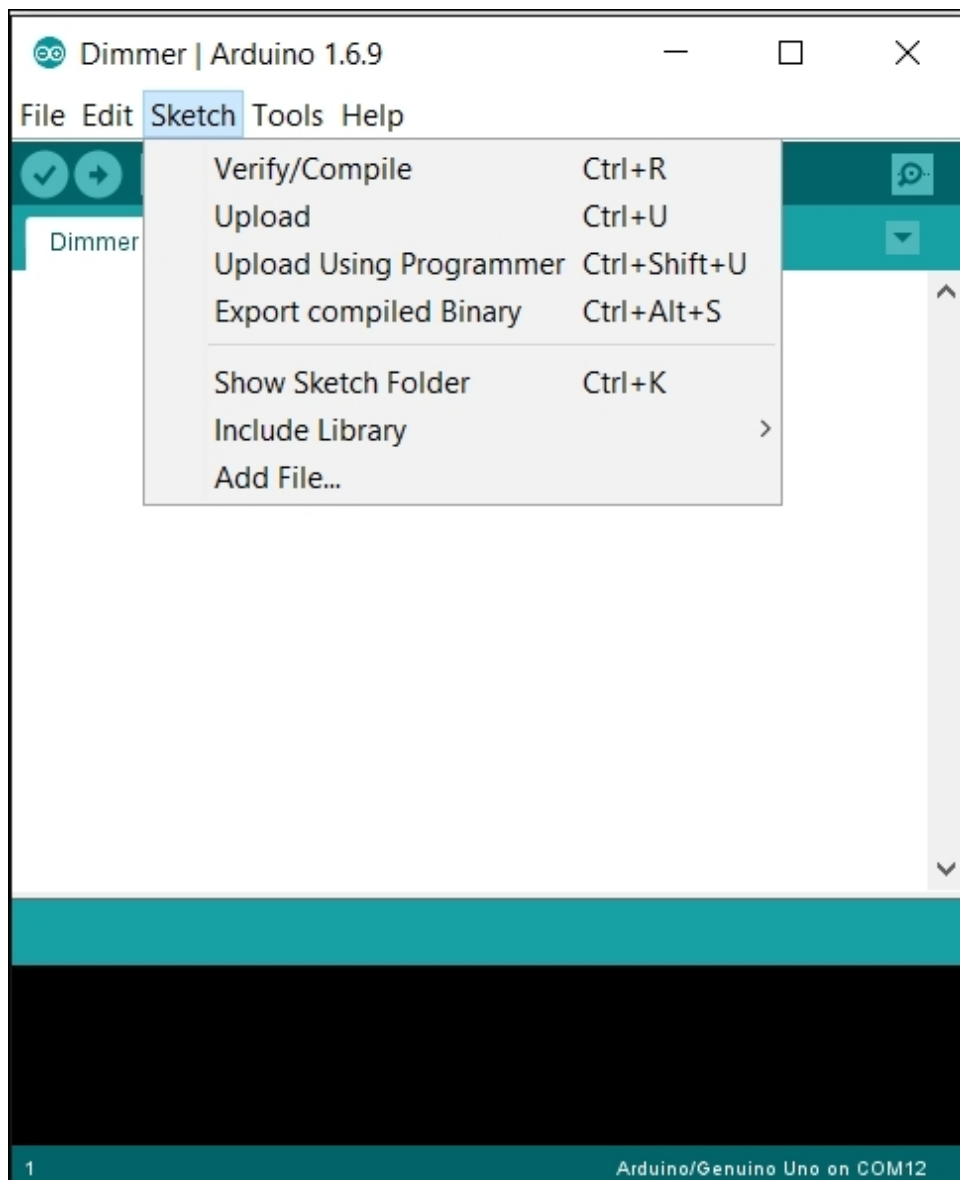 Dimmer | Arduino 1.6.9
File Edit Sketch Tools Help
Verify/Compile Ctrl+R
Upload Ctrl+U
Dimmer
Upload Using Programmer Ctrl+Shift+U
Export compiled Binary Ctrl+Alt+S
Show Sketch Folder Ctrl+K
Include Library
Add File...
1 Arduino/Genuino Uno on COM12